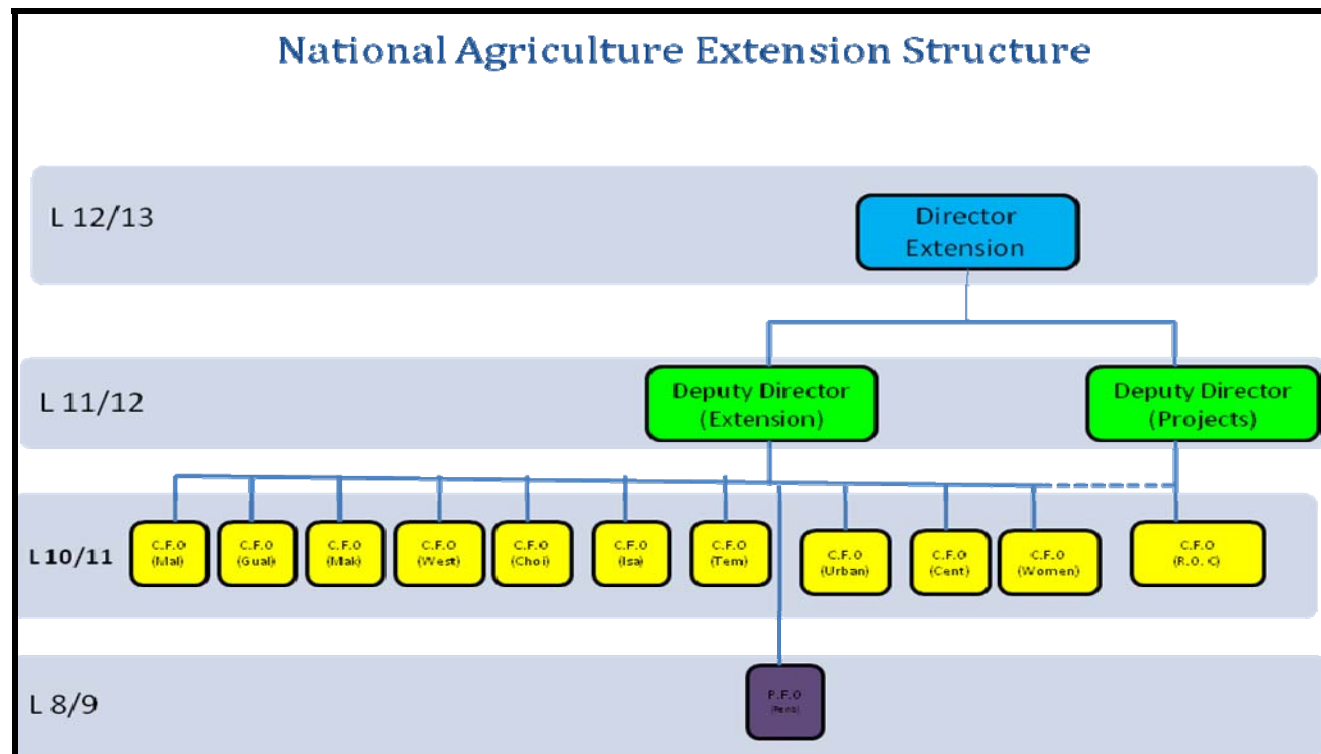 National Agriculture Extension Structure
L 12/13
Director
Extension
L 11/12
Deputy Director
(Extension)
Deputy Director
(Projects)
L 10/11
C.F.O
(Mal)
C.F.O
(Gual)
C.F.O
(Mak)
C.F.O
(West)
C.F.O
(Choi)
C.F.O
(Isa)
C.F.O
(Tem)
C.F.O
(Urban)
C.F.O
(Cent)
C.F.O
(Women)
C.F.O
(R.O.C)
L 8/9
P.F.O